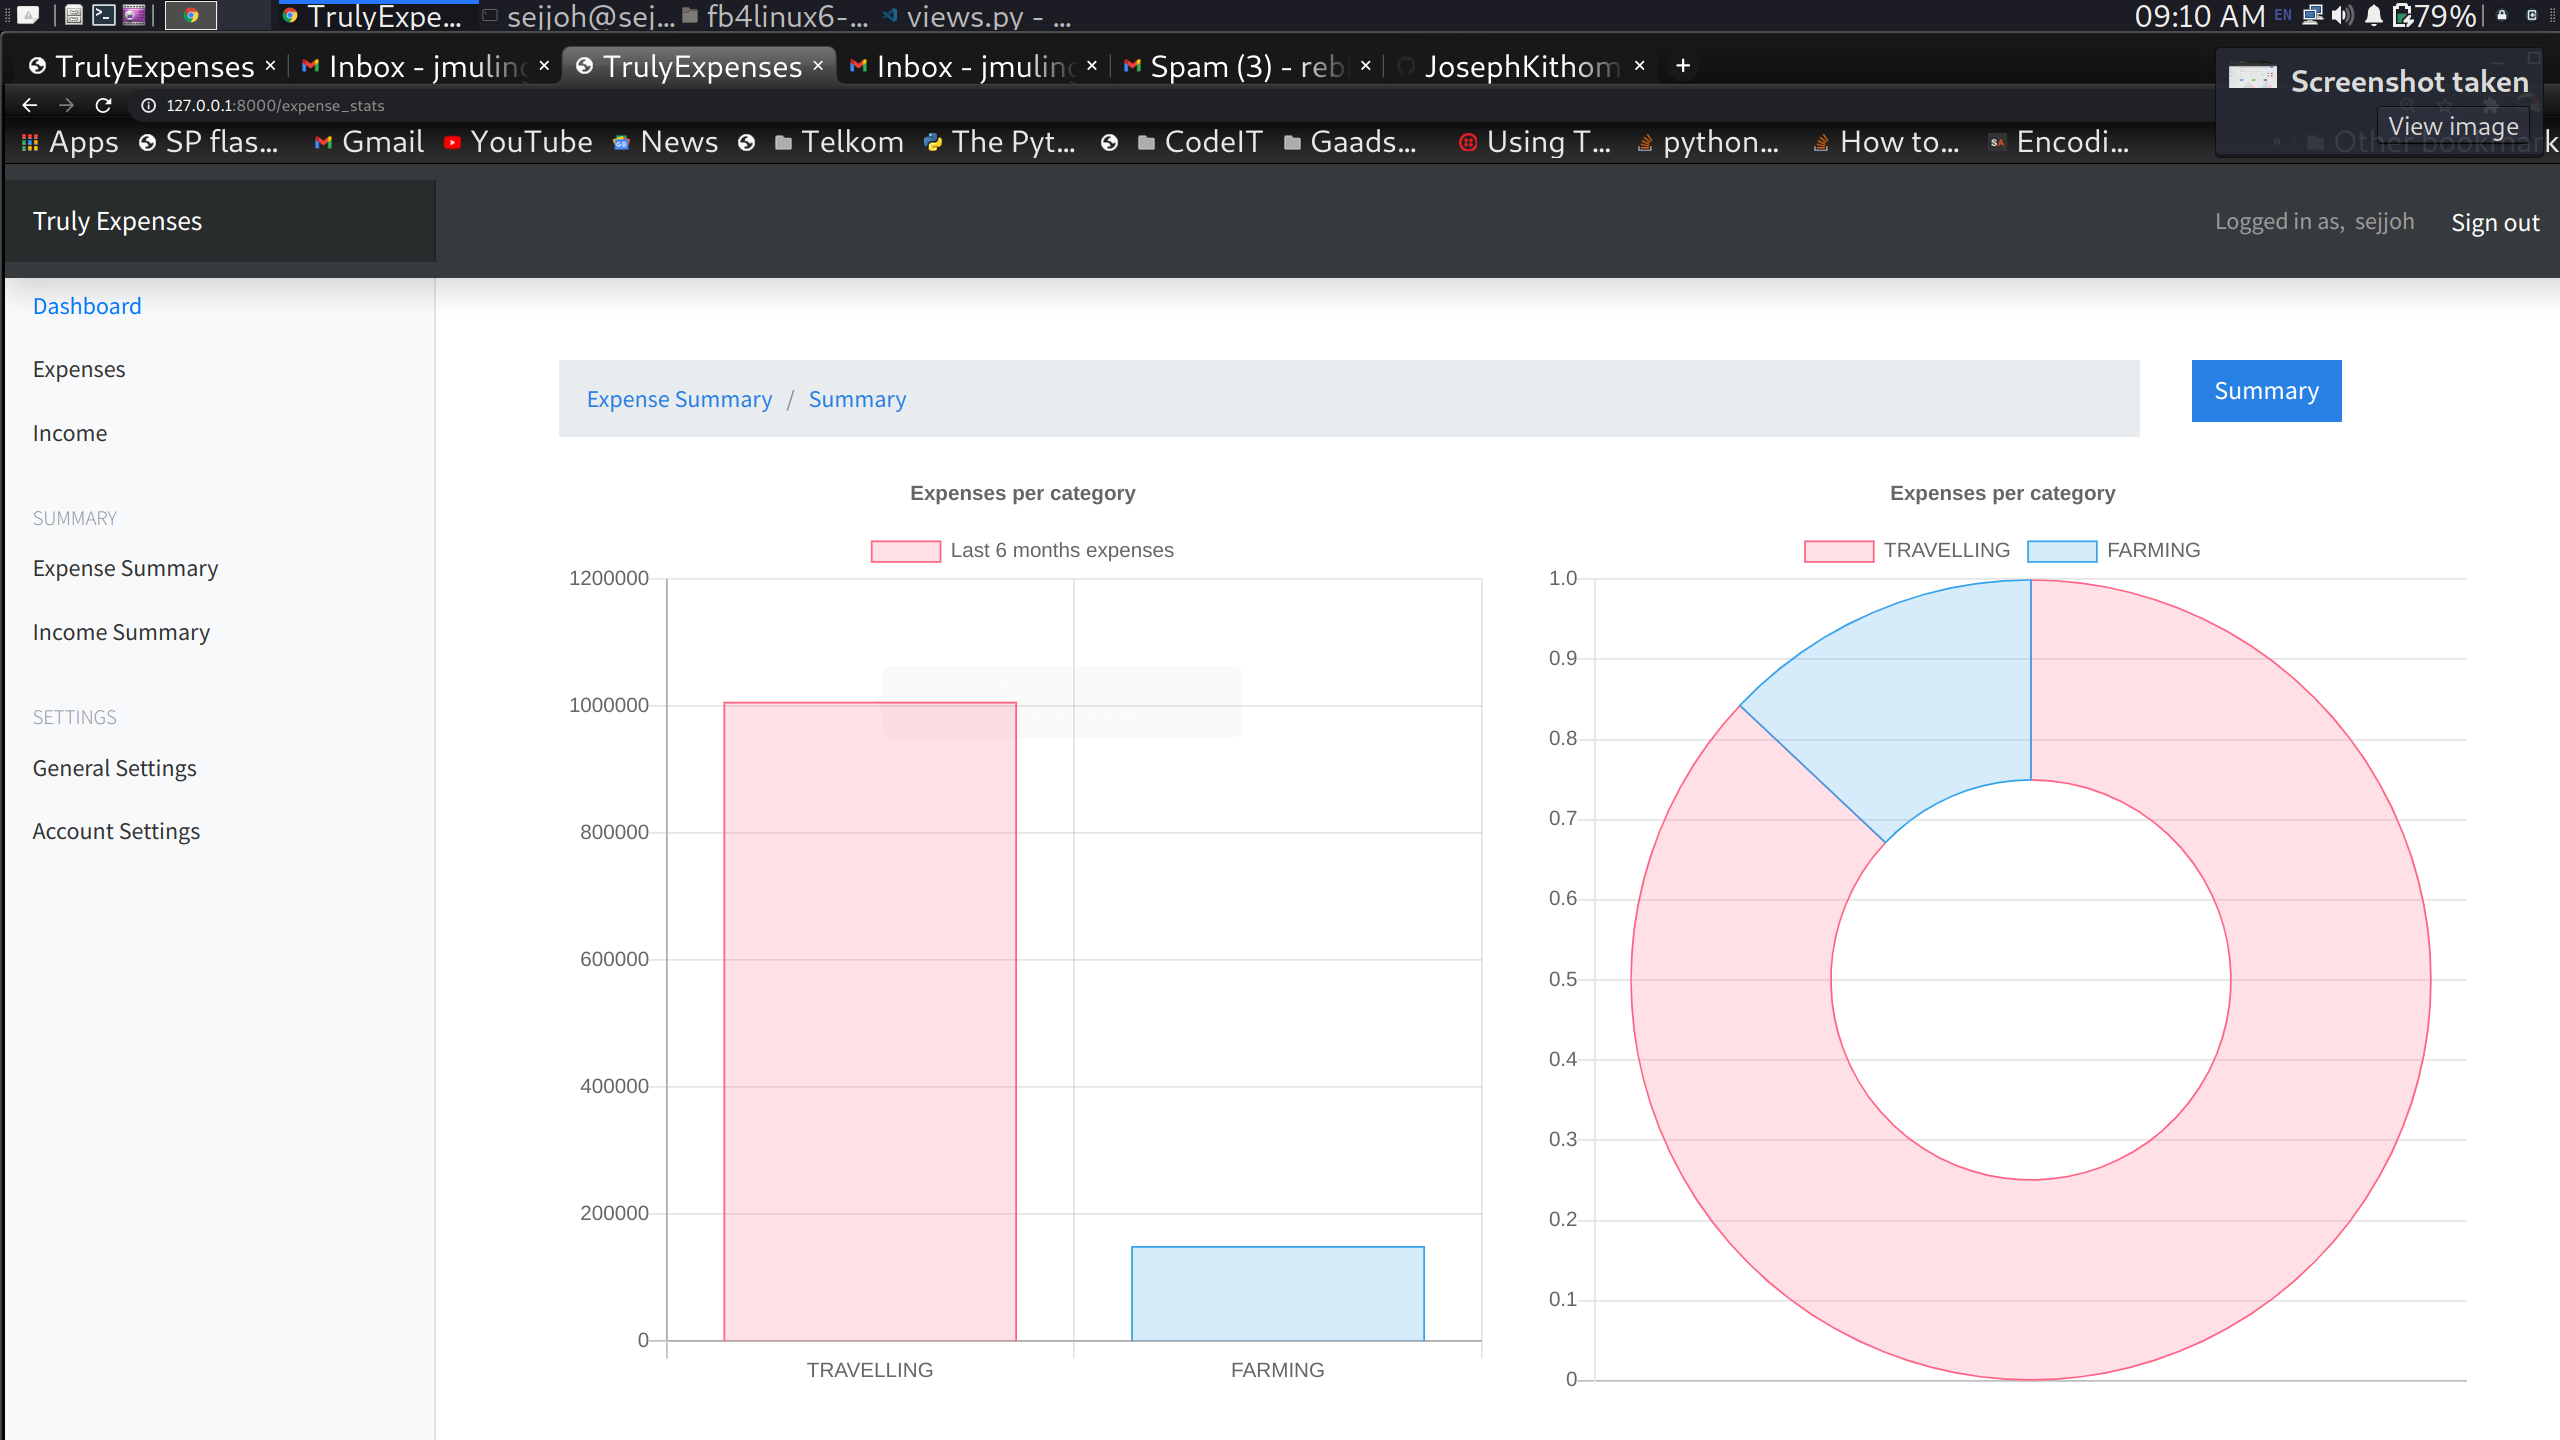 TrulyExpe... sejjoh@sej... fb4linux6-... views.py - ... 09:10 AM EN 79%
TrulyExpenses × Inbox - jmulin × TrulyExpenses × Inbox - jmulin × Spam (3) - reb × JosephKithom × +
Screenshot taken
127.0.0.1:8000/expense_stats
View image
Apps SP flas... Gmail YouTube News Telkom The Pyt... CodeIT Gaads... Using T... python... How to... Encodi... » Other bookmark
Truly Expenses
Logged in as, sejjoh Sign out
Dashboard
Expenses
Income
SUMMARY
Expense Summary
Income Summary
SETTINGS
General Settings
Account Settings
Expense Summary / Summary
Summary
Expenses per category
Last 6 months expenses
1200000
1000000
800000
600000
400000
200000
0
TRAVELLING FARMING
Expenses per category
TRAVELLING FARMING
1.0
0.9
0.8
0.7
0.6
0.5
0.4
0.3
0.2
0.1
0